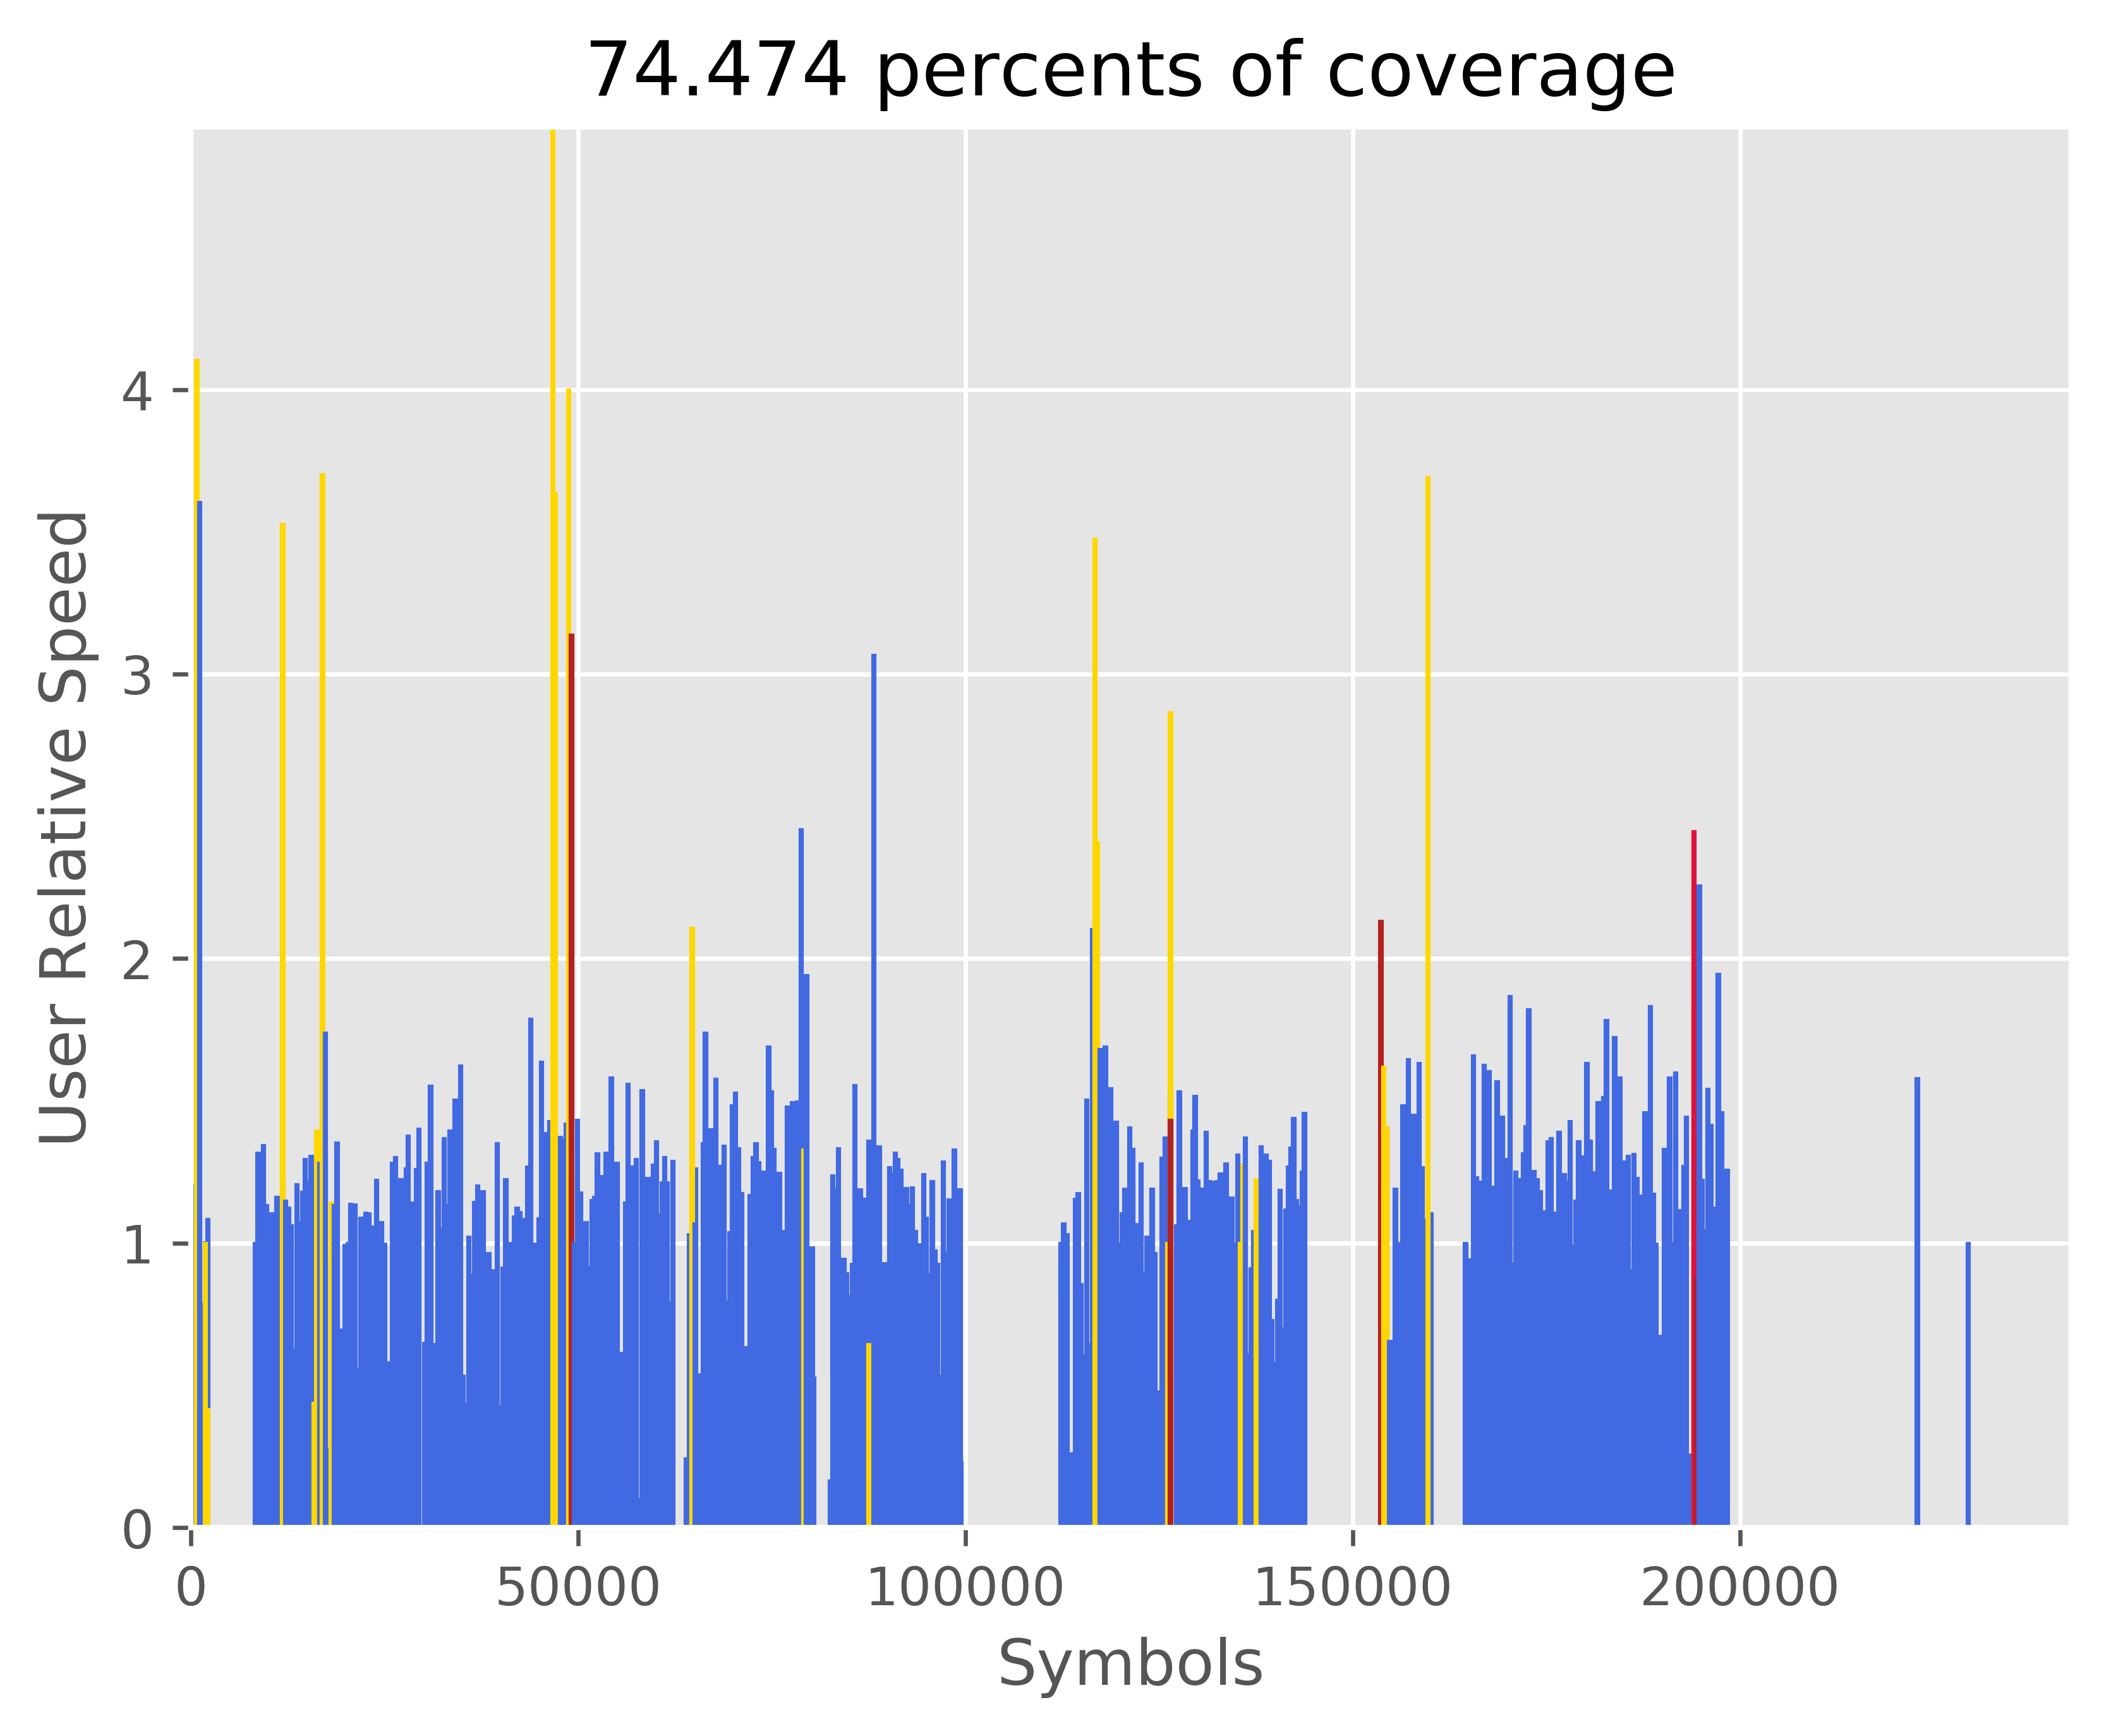 74.474 percents of coverage
User Relative Speed
4
3
2
1
0
0 50000 100000 150000 200000
Symbols